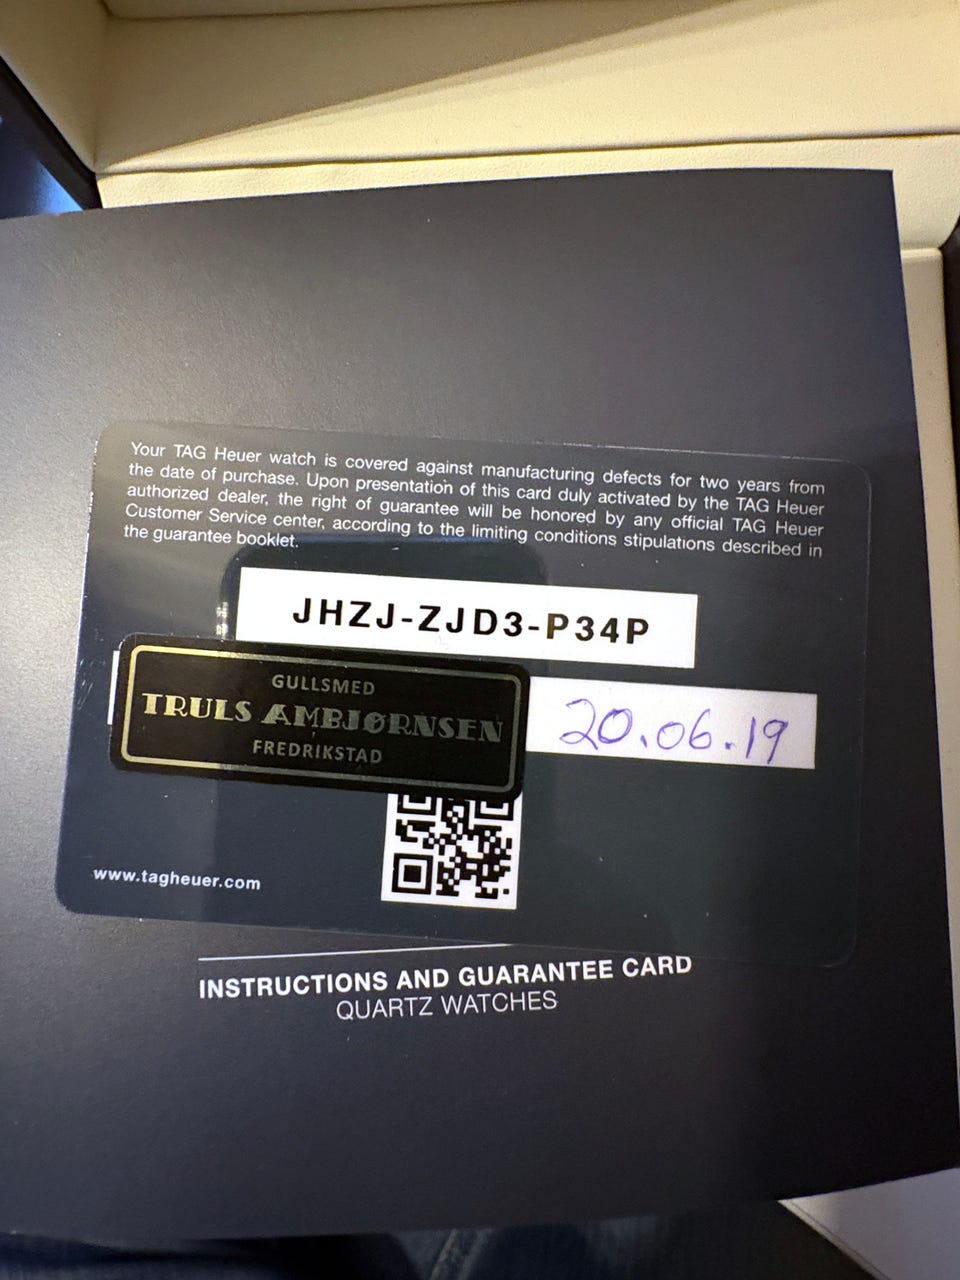 Your TAG Heuer watch is covered against manufacturing defects for two years from
the date of purchase. Upon presentation of this card duly activated by the TAG Heuer
authorized dealer, the right of guarantee will be honored by any official TAG Heuer
Customer Service center, according to the limiting conditions stipulations described in
the guarantee booklet.
JHZJ-ZJD3-P34P
GULLSMED
TRULS AMBJØRNSEN
FREDRIKSTAD
20.06.19
www.tagheuer.com
INSTRUCTIONS AND GUARANTEE CARD
QUARTZ WATCHES